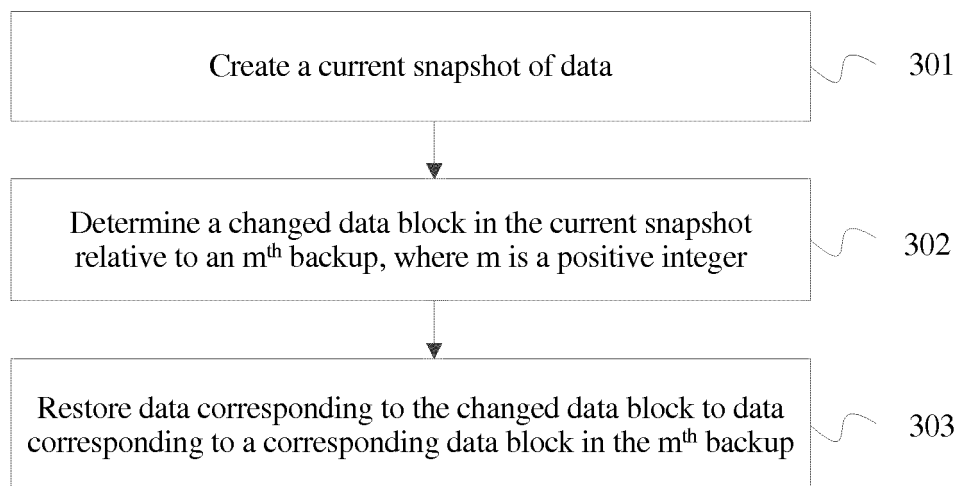 Create a current snapshot of data
301
Determine a changed data block in the current snapshot
relative to an mth backup, where m is a positive integer
302
Restore data corresponding to the changed data block to data
corresponding to a corresponding data block in the mth backup
303